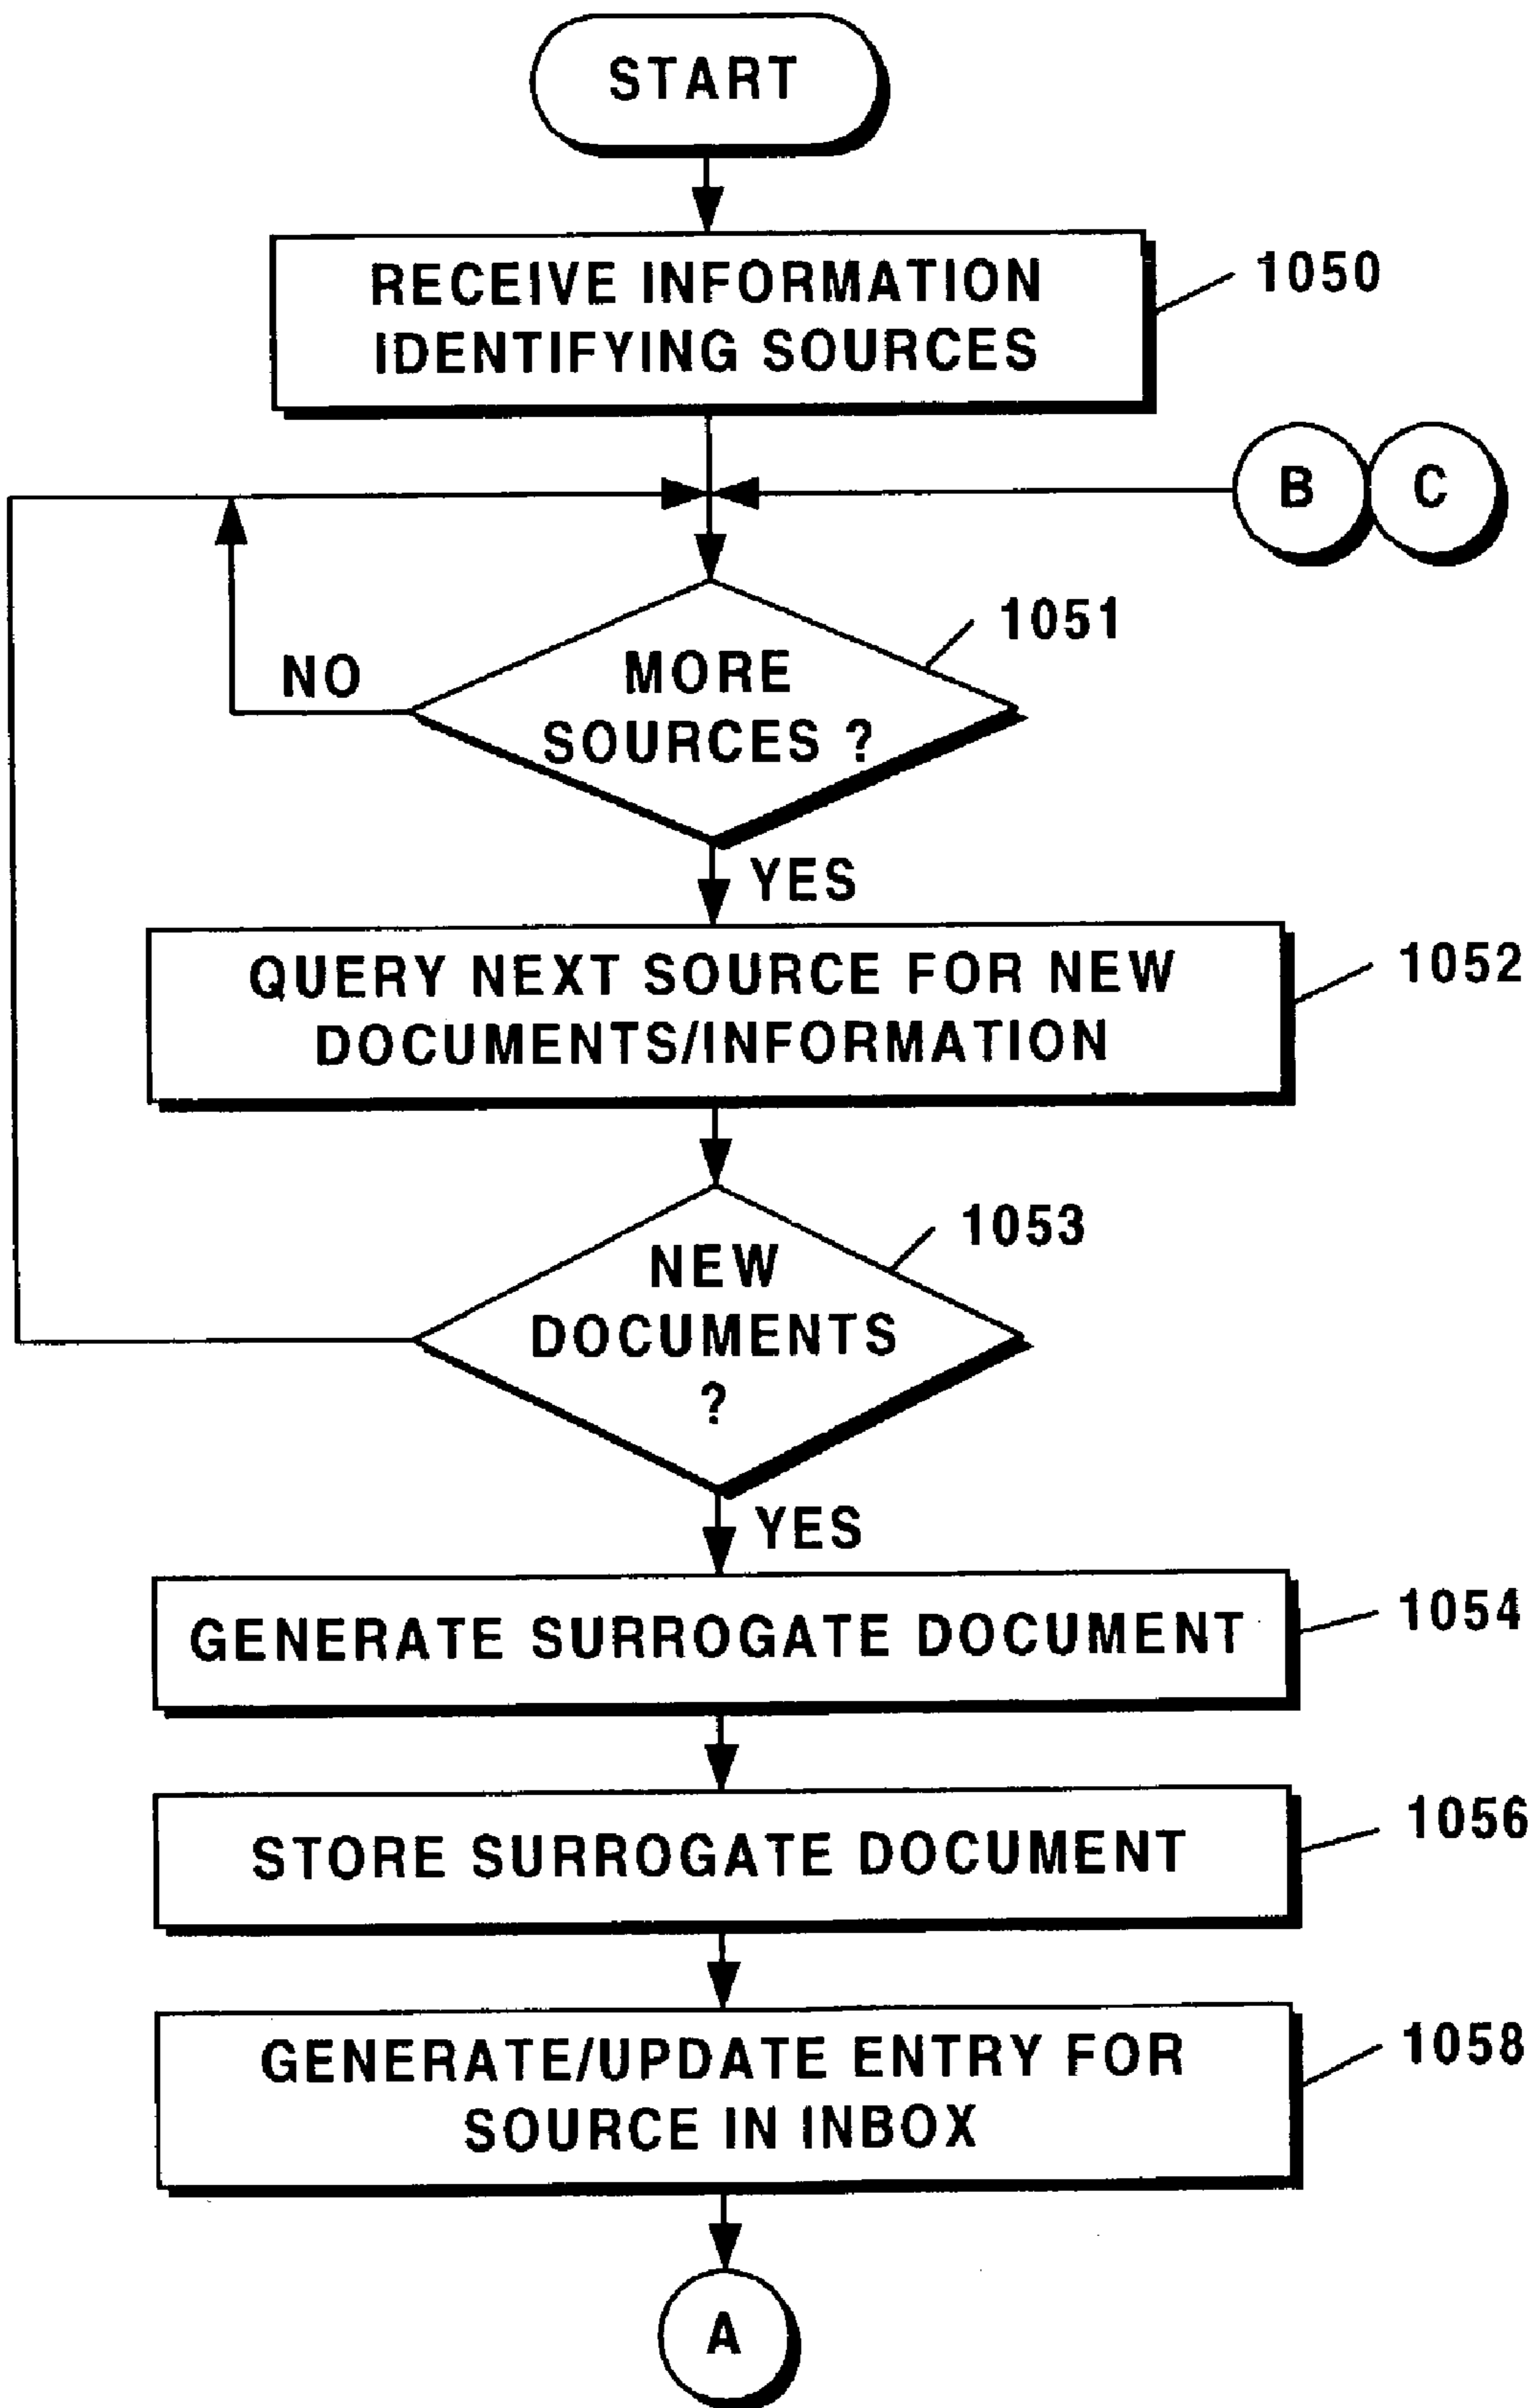 START
RECEIVE INFORMATION
IDENTIFYING SOURCES
1050
B
C
1051
MORE
SOURCES ?
NO
YES
QUERY NEXT SOURCE FOR NEW
DOCUMENTS/INFORMATION
1052
1053
NEW
DOCUMENTS
?
YES
GENERATE SURROGATE DOCUMENT
1054
STORE SURROGATE DOCUMENT
1056
GENERATE/UPDATE ENTRY FOR
SOURCE IN INBOX
1058
A